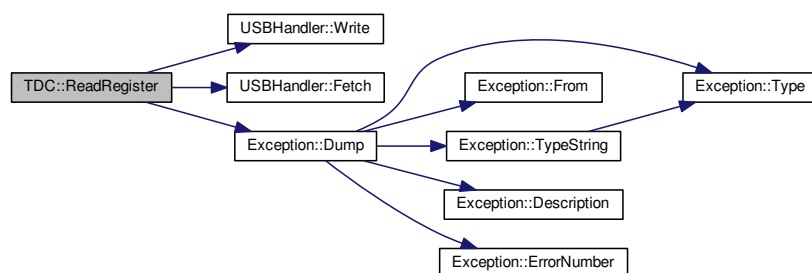 USBHandler::Write
TDC::ReadRegister
USBHandler::Fetch
Exception::From
Exception::Type
Exception::Dump
Exception::TypeString
Exception::Description
Exception::ErrorNumber